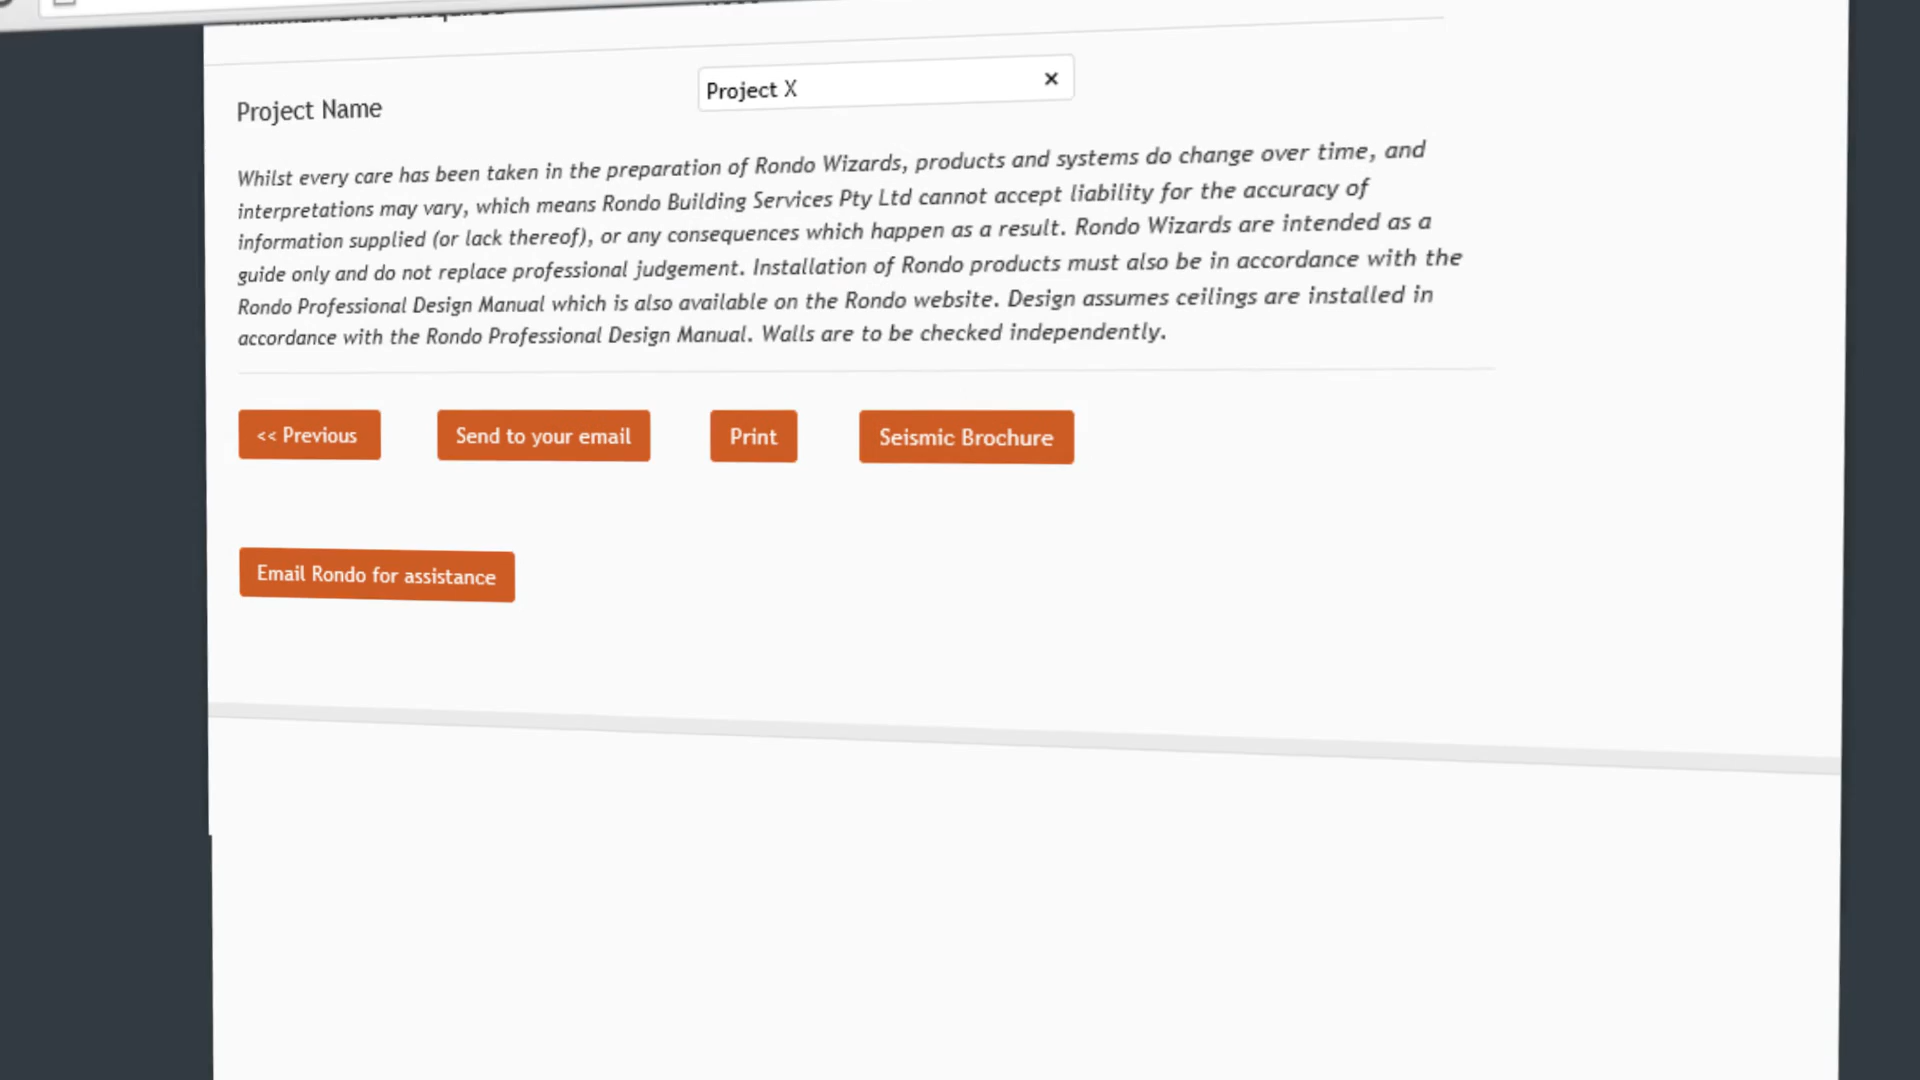 Project Name
Project X
Whilst every care has been taken in the preparation of Rondo Wizards, products and systems do change over time, and
interpretations may vary, which means Rondo Building Services Pty Ltd cannot accept liability for the accuracy of
information supplied (or lack thereof), or any consequences which happen as a result. Rondo Wizards are intended as a
guide only and do not replace professional judgement. Installation of Rondo products must also be in accordance with the
Rondo Professional Design Manual which is also available on the Rondo website. Design assumes ceilings are installed in
accordance with the Rondo Professional Design Manual. Walls are to be checked independently.
<< Previous
Send to your email
Print
Seismic Brochure
Email Rondo for assistance